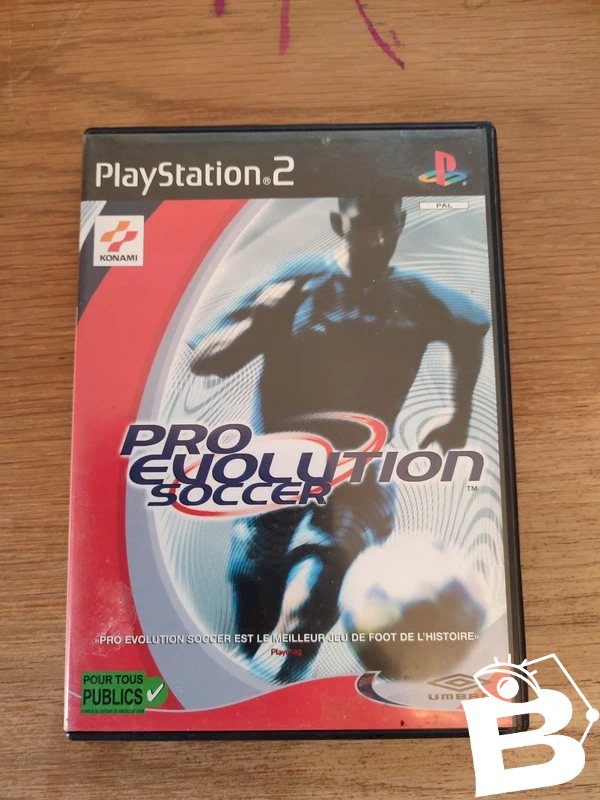 PlayStation®2
PAL
KONAMI
PRO
EVOLUTION
SOCCER
TM
«PRO EVOLUTION SOCCER EST LE MEILLEUR JEU DE FOOT DE L'HISTOIRE»
Playmag
POUR TOUS
PUBLICS
B